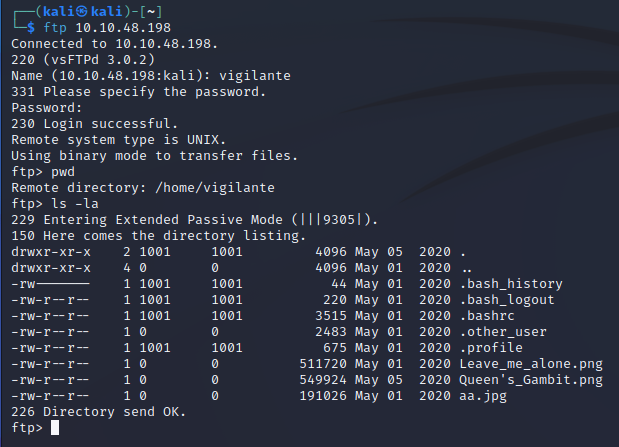 ┌──(kali㉿kali)-[~]
└─$ ftp 10.10.48.198
Connected to 10.10.48.198.
220 (vsFTPd 3.0.2)
Name (10.10.48.198:kali): vigilante
331 Please specify the password.
Password:
230 Login successful.
Remote system type is UNIX.
Using binary mode to transfer files.
ftp> pwd
Remote directory: /home/vigilante
ftp> ls -la
229 Entering Extended Passive Mode (|||9305|).
150 Here comes the directory listing.
drwxr-xr-x    2 1001     1001         4096 May 05  2020 .
drwxr-xr-x    4 0        0            4096 May 01  2020 ..
-rw-------    1 1001     1001           44 May 01  2020 .bash_history
-rw-r--r--    1 1001     1001          220 May 01  2020 .bash_logout
-rw-r--r--    1 1001     1001         3515 May 01  2020 .bashrc
-rw-r--r--    1 0        0            2483 May 01  2020 .other_user
-rw-r--r--    1 1001     1001          675 May 01  2020 .profile
-rw-r--r--    1 0        0          511720 May 01  2020 Leave_me_alone.png
-rw-r--r--    1 0        0          549924 May 05  2020 Queen's_Gambit.png
-rw-r--r--    1 0        0          191026 May 01  2020 aa.jpg
226 Directory send OK.
ftp>